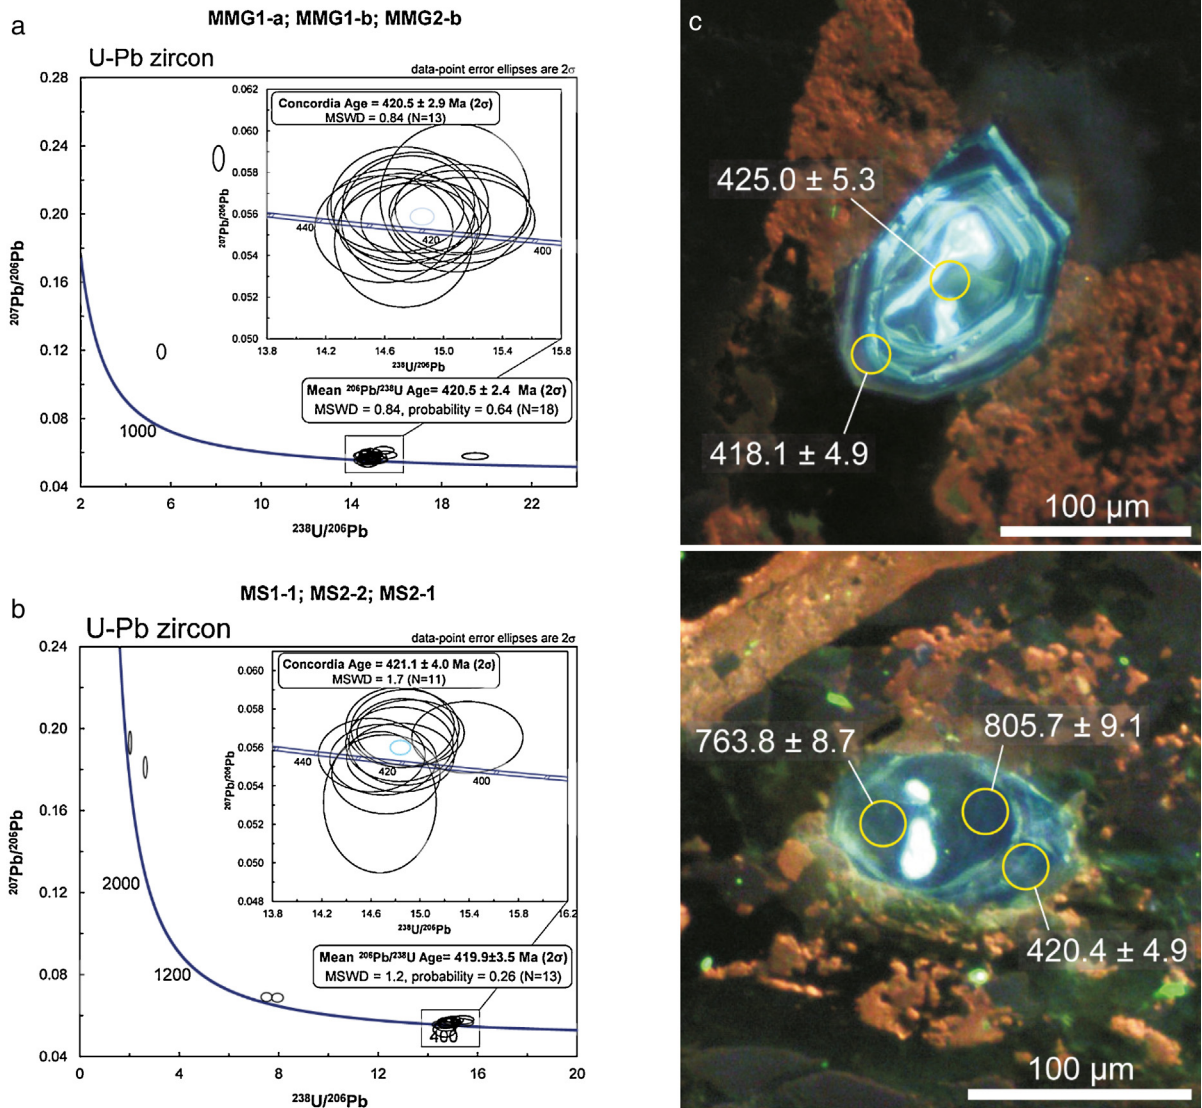 a
MMG1-a; MMG1-b; MMG2-b
U-Pb zircon
data-point error ellipses are 2σ
0.28
0.24
0.20
0.16
0.12
0.08
0.04
²⁰⁷Pb/²⁰⁶Pb
2
6
10
14
18
22
²³⁸U/²⁰⁶Pb
1000
0.062
0.060
0.058
0.056
0.054
0.052
0.050
²⁰⁷Pb/²⁰⁶Pb
Concordia Age = 420.5 ± 2.9 Ma (2σ)
MSWD = 0.84 (N=13)
440
420
400
13.8
14.2
14.6
15.0
15.4
15.8
²³⁸U/²⁰⁶Pb
Mean ²⁰⁶Pb/²³⁸U Age= 420.5 ± 2.4 Ma (2σ)
MSWD = 0.84, probability = 0.64 (N=18)
b
MS1-1; MS2-2; MS2-1
U-Pb zircon
data-point error ellipses are 2σ
0.24
0.20
0.16
0.12
0.08
0.04
²⁰⁷Pb/²⁰⁶Pb
0
4
8
12
16
20
²³⁸U/²⁰⁶Pb
2000
1200
400
0.060
0.058
0.056
0.054
0.052
0.050
0.048
²⁰⁷Pb/²⁰⁶Pb
Concordia Age = 421.1 ± 4.0 Ma (2σ)
MSWD = 1.7 (N=11)
440
420
400
13.8
14.2
14.6
15.0
15.4
15.8
16.2
²³⁸U/²⁰⁶Pb
Mean ²⁰⁶Pb/²³⁸U Age= 419.9±3.5 Ma (2σ)
MSWD = 1.2, probability = 0.26 (N=13)
c
425.0 ± 5.3
418.1 ± 4.9
100 µm
763.8 ± 8.7
805.7 ± 9.1
420.4 ± 4.9
100 µm